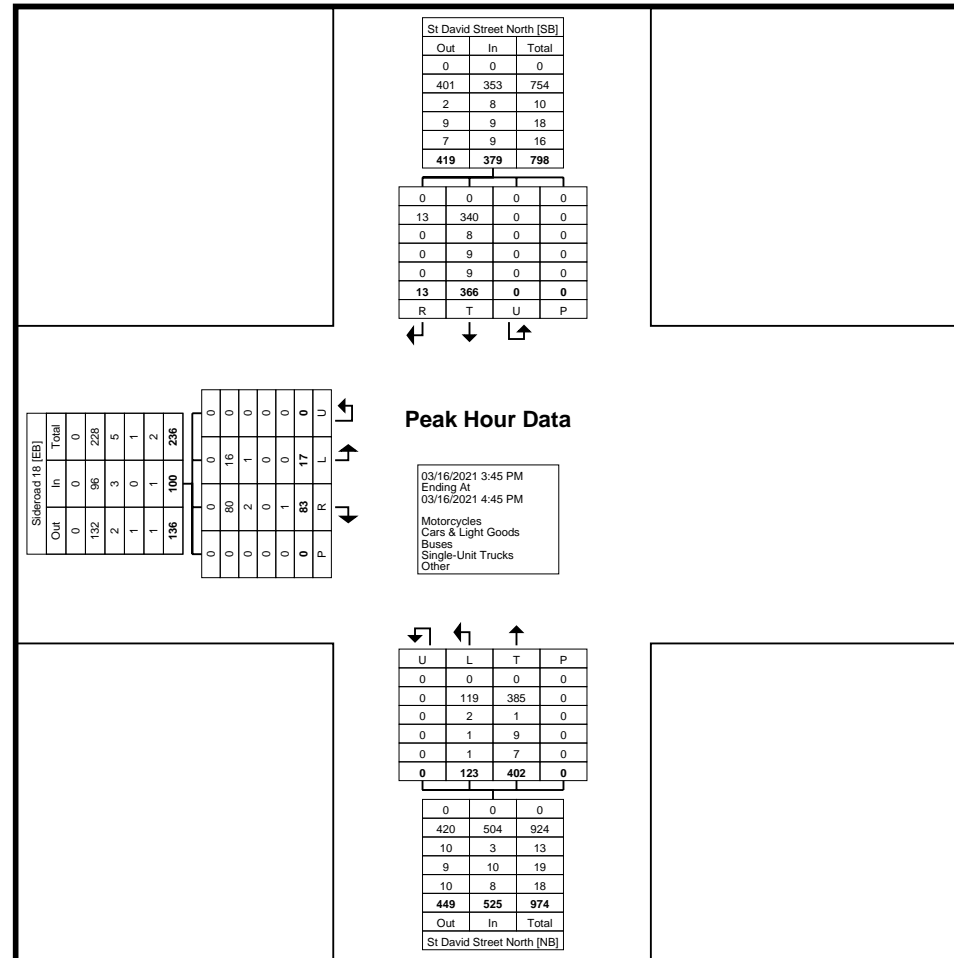 St David Street North [SB]
Out In Total
0 0 0
401 353 754
2 8 10
9 9 18
7 9 16
419 379 798
0 0 0 0
13 340 0 0
0 8 0 0
0 9 0 0
0 9 0 0
13 366 0 0
R T U P
Sideroad 18 [EB]
Out In Total
0 0 0
132 96 228
2 3 5
1 0 1
1 1 2
136 100 236
0 0 0 0
0 80 16 0
0 2 1 0
0 0 0 0
0 1 0 0
0 83 17 0
P R L U
Peak Hour Data
03/16/2021 3:45 PM
Ending At
03/16/2021 4:45 PM
Motorcycles
Cars & Light Goods
Buses
Single-Unit Trucks
Other
U L T P
0 0 0 0
0 119 385 0
0 2 1 0
0 1 9 0
0 1 7 0
0 123 402 0
0 0 0
420 504 924
10 3 13
9 10 19
10 8 18
449 525 974
Out In Total
St David Street North [NB]